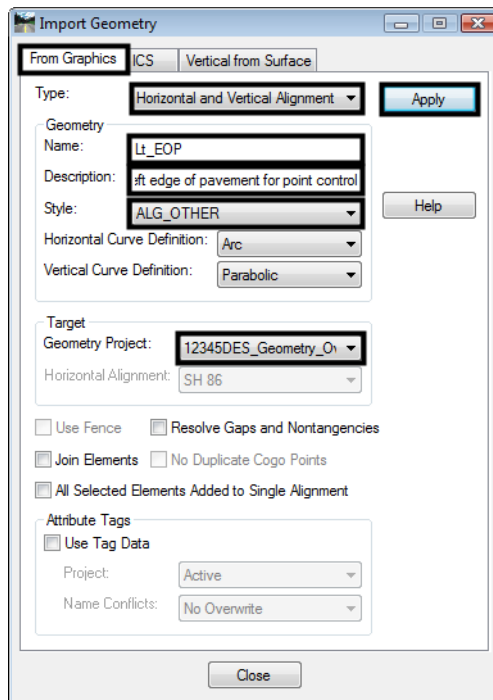 Import Geometry
From Graphics ICS Vertical from Surface
Type: Horizontal and Vertical Alignment Apply
Geometry
Name: Lt_EOP
Description: eft edge of pavement for point control
Style: ALG_OTHER Help
Horizontal Curve Definition: Arc
Vertical Curve Definition: Parabolic
Target
Geometry Project: 12345DES_Geometry_Ov
Horizontal Alignment: SH 86
Use Fence Resolve Gaps and Nontangencies
Join Elements No Duplicate Cogo Points
All Selected Elements Added to Single Alignment
Attribute Tags
Use Tag Data
Project: Active
Name Conflicts: No Overwrite
Close